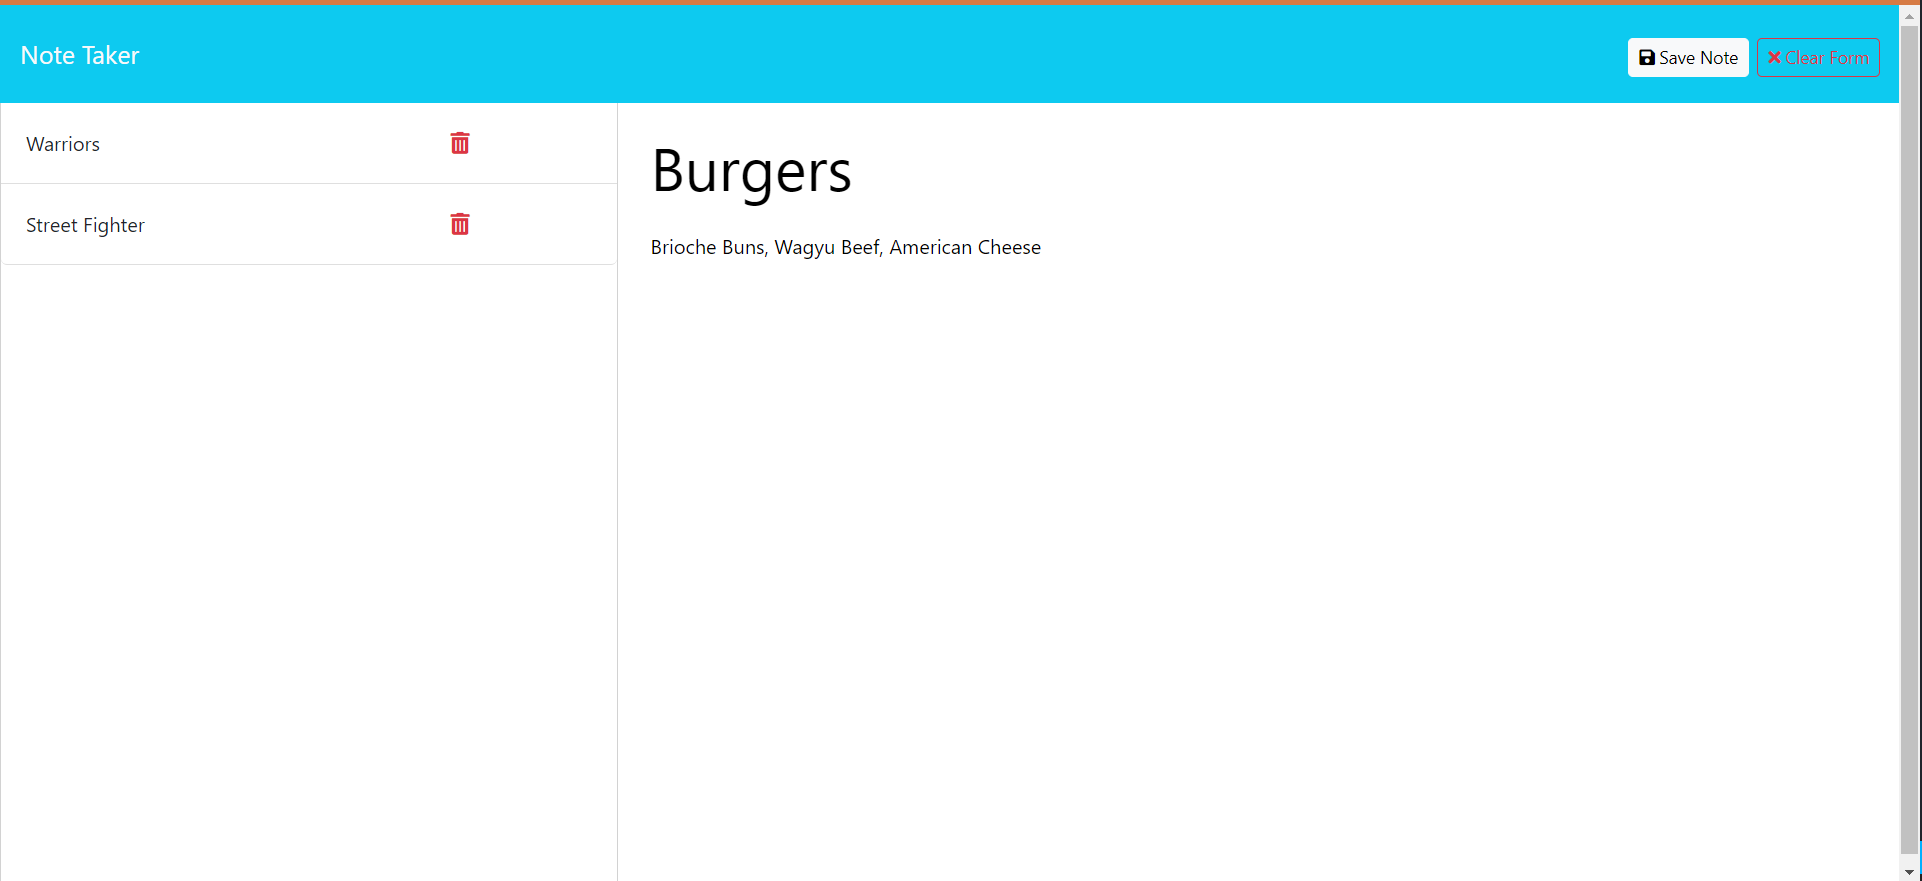 Note Taker
Save Note
Clear Form
Warriors
Street Fighter
Burgers
Brioche Buns, Wagyu Beef, American Cheese